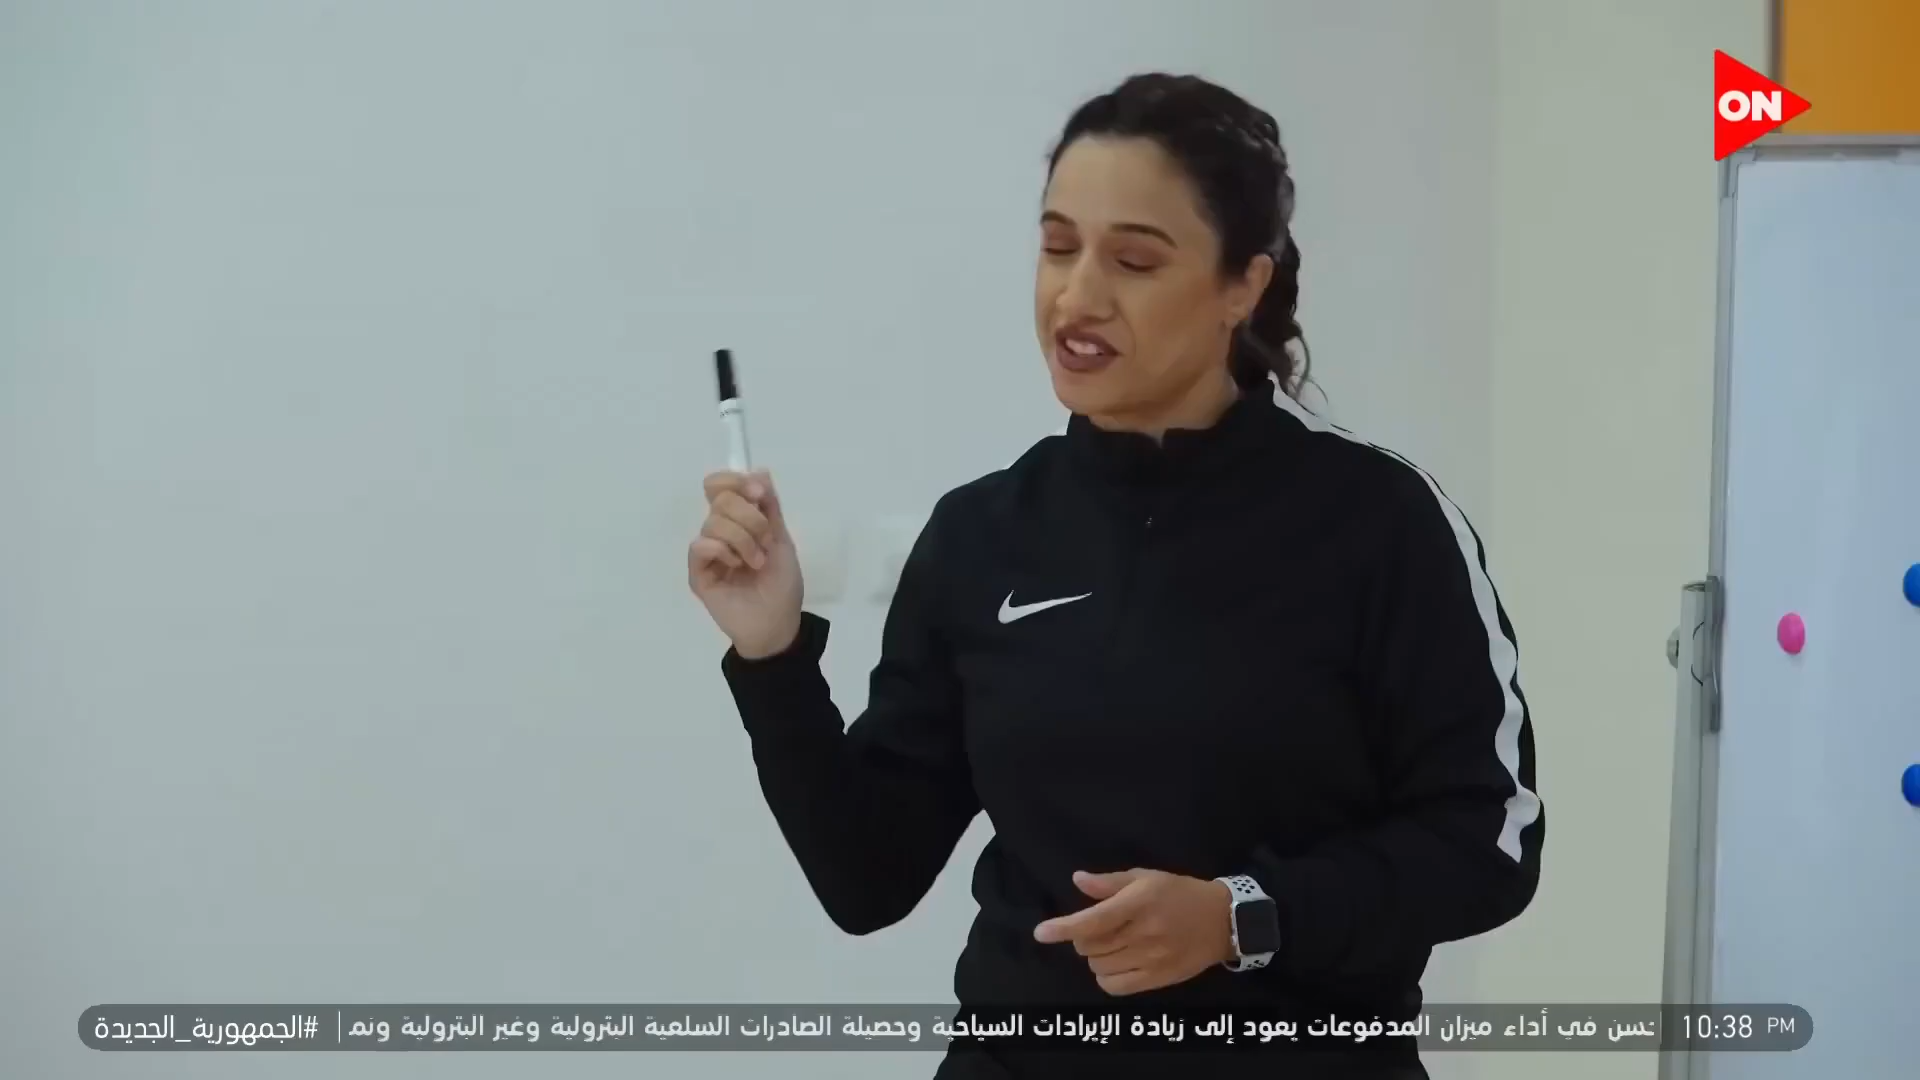 ON
10:38 PM
حسن في أداء ميزان المدفوعات يعود إلى زيادة الإيرادات السياحية وحصيلة الصادرات السلعية البترولية وغير البترولية ونم
#الجمهورية_الجديدة